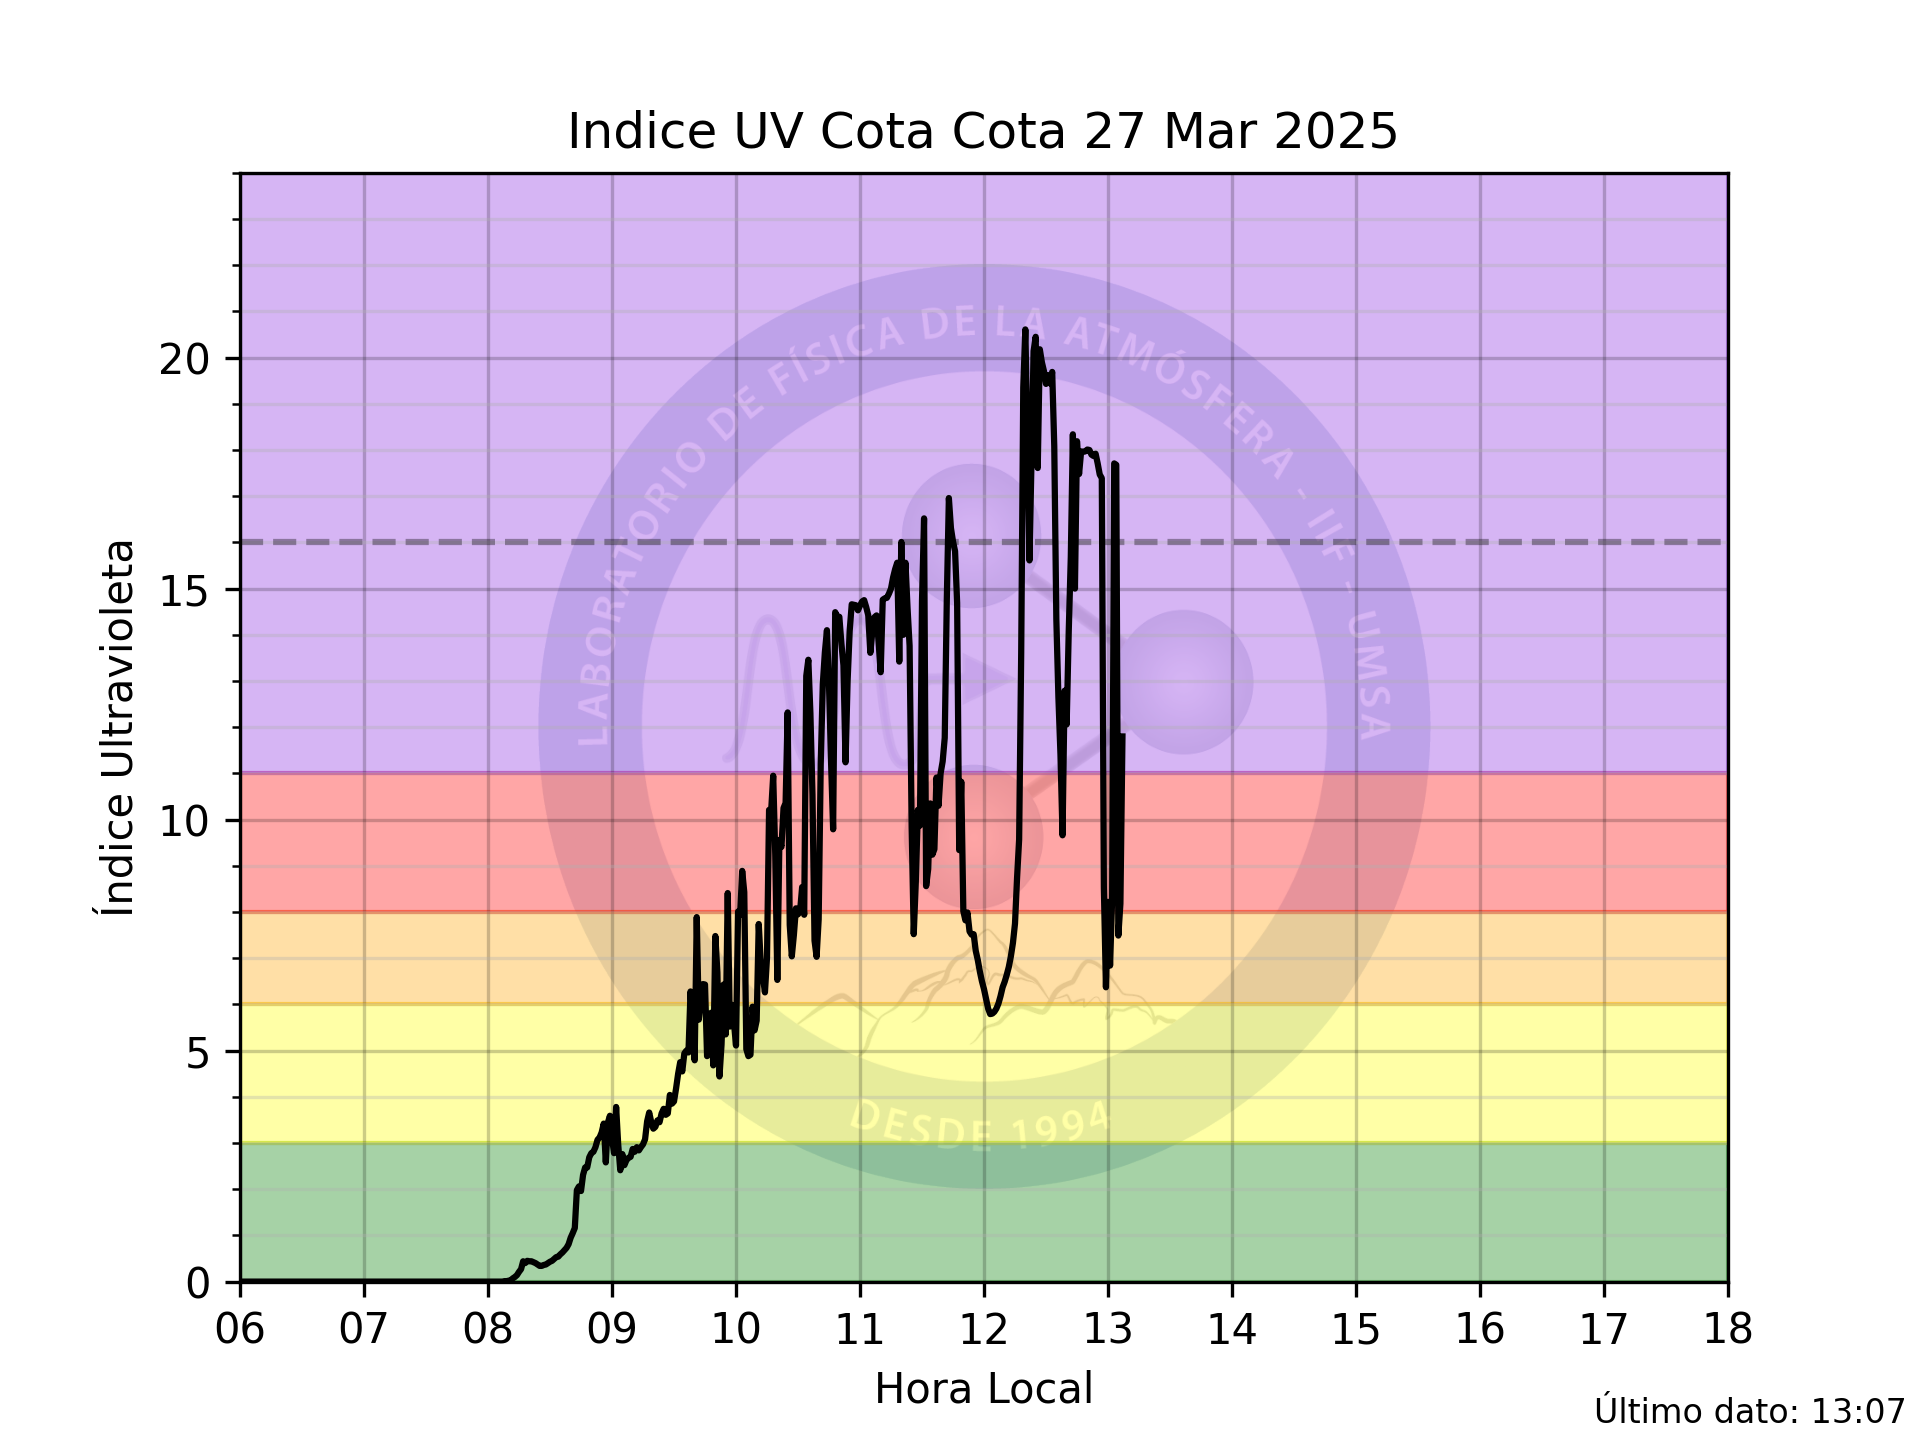 Indice UV Cota Cota 27 Mar 2025
LABORATORIO DE FÍSICA DE LA ATMÓSFERA - IIF - UMSA
DESDE 1994
Índice Ultravioleta
20
15
10
5
0
06 07 08 09 10 11 12 13 14 15 16 17 18
Hora Local
Último dato: 13:07